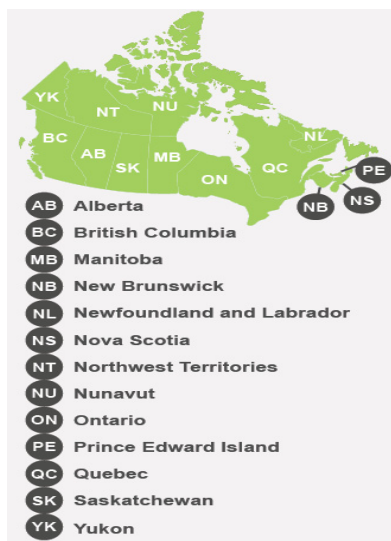 YK
NT
NU
BC
AB
SK
MB
ON
QC
NL
PE
NB
NS
AB Alberta
BC British Columbia
MB Manitoba
NB New Brunswick
NL Newfoundland and Labrador
NS Nova Scotia
NT Northwest Territories
NU Nunavut
ON Ontario
PE Prince Edward Island
QC Quebec
SK Saskatchewan
YK Yukon